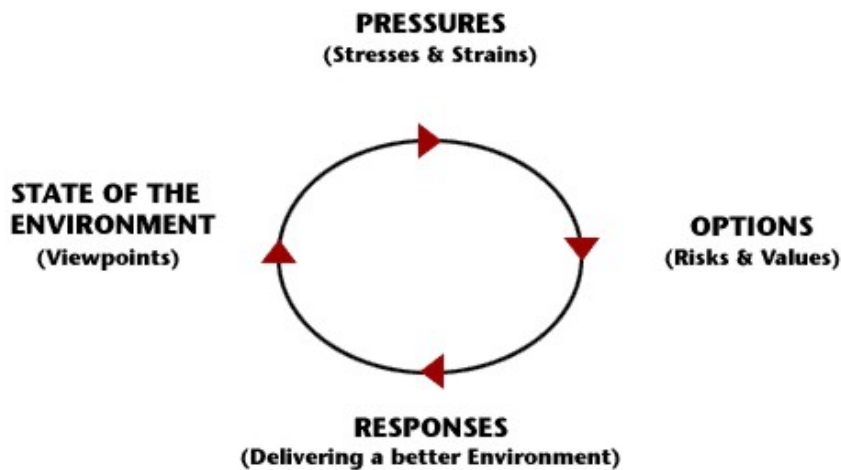 PRESSURES
(Stresses & Strains)
STATE OF THE
ENVIRONMENT
(Viewpoints)
OPTIONS
(Risks & Values)
RESPONSES
(Delivering a better Environment)